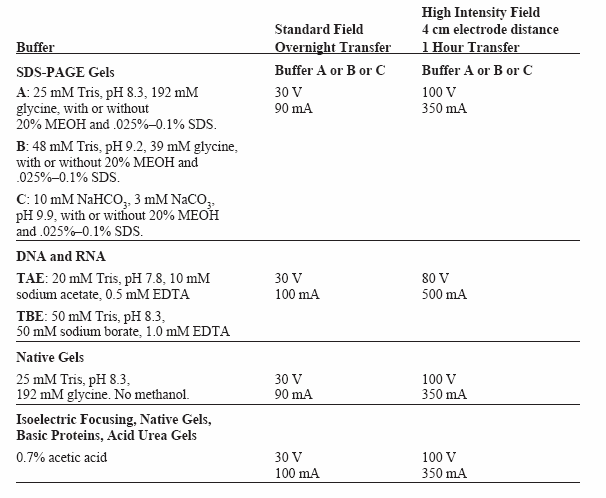 High Intensity Field
Standard Field 4 cm electrode distance
Buffer Overnight Transfer 1 Hour Transfer
SDS-PAGE Gels Buffer A or B or C Buffer A or B or C
A: 25 mM Tris, pH 8.3, 192 mM 30 V 100 V
glycine, with or without 90 mA 350 mA
20% MEOH and .025%–0.1% SDS.
B: 48 mM Tris, pH 9.2, 39 mM glycine,
with or without 20% MEOH and
.025%–0.1% SDS.
C: 10 mM NaHCO₃, 3 mM NaCO₃,
pH 9.9, with or without 20% MEOH
and .025%–0.1% SDS.
DNA and RNA
TAE: 20 mM Tris, pH 7.8, 10 mM 30 V 80 V
sodium acetate, 0.5 mM EDTA 100 mA 500 mA
TBE: 50 mM Tris, pH 8.3,
50 mM sodium borate, 1.0 mM EDTA
Native Gels
25 mM Tris, pH 8.3, 30 V 100 V
192 mM glycine. No methanol. 90 mA 350 mA
Isoelectric Focusing, Native Gels,
Basic Proteins, Acid Urea Gels
0.7% acetic acid 30 V 100 V
100 mA 350 mA